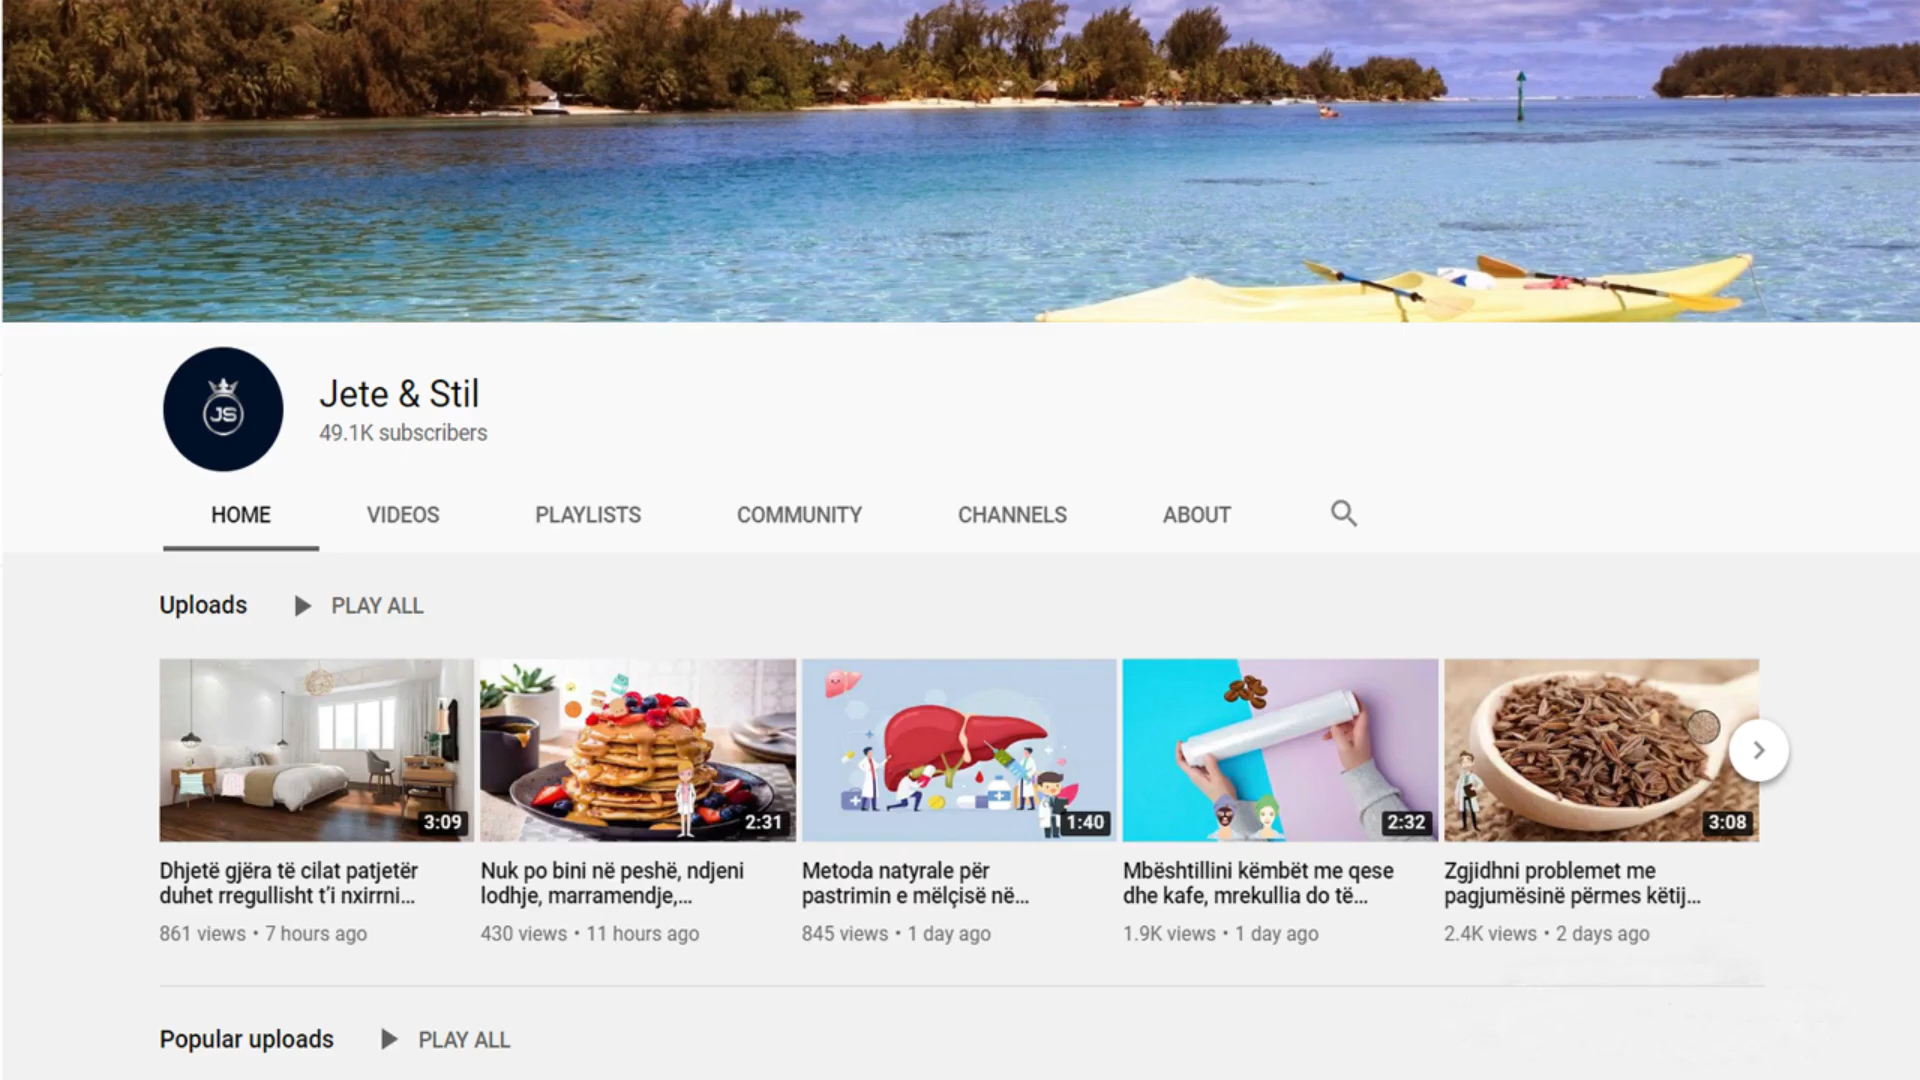 JS
Jete & Stil
49.1K subscribers
HOME VIDEOS PLAYLISTS COMMUNITY CHANNELS ABOUT
Uploads PLAY ALL
3:09 2:31 1:40 2:32 3:08
Dhjetë gjëra të cilat patjetër
duhet rregullisht t'i nxirrni...
861 views • 7 hours ago
Nuk po bini në peshë, ndjeni
lodhje, marramendje,...
430 views • 11 hours ago
Metoda natyrale për
pastrimin e mëlçisë në...
845 views • 1 day ago
Mbështillini këmbët me qese
dhe kafe, mrekullia do të...
1.9K views • 1 day ago
Zgjidhni problemet me
pagjumësinë përmes këtij...
2.4K views • 2 days ago
Popular uploads PLAY ALL